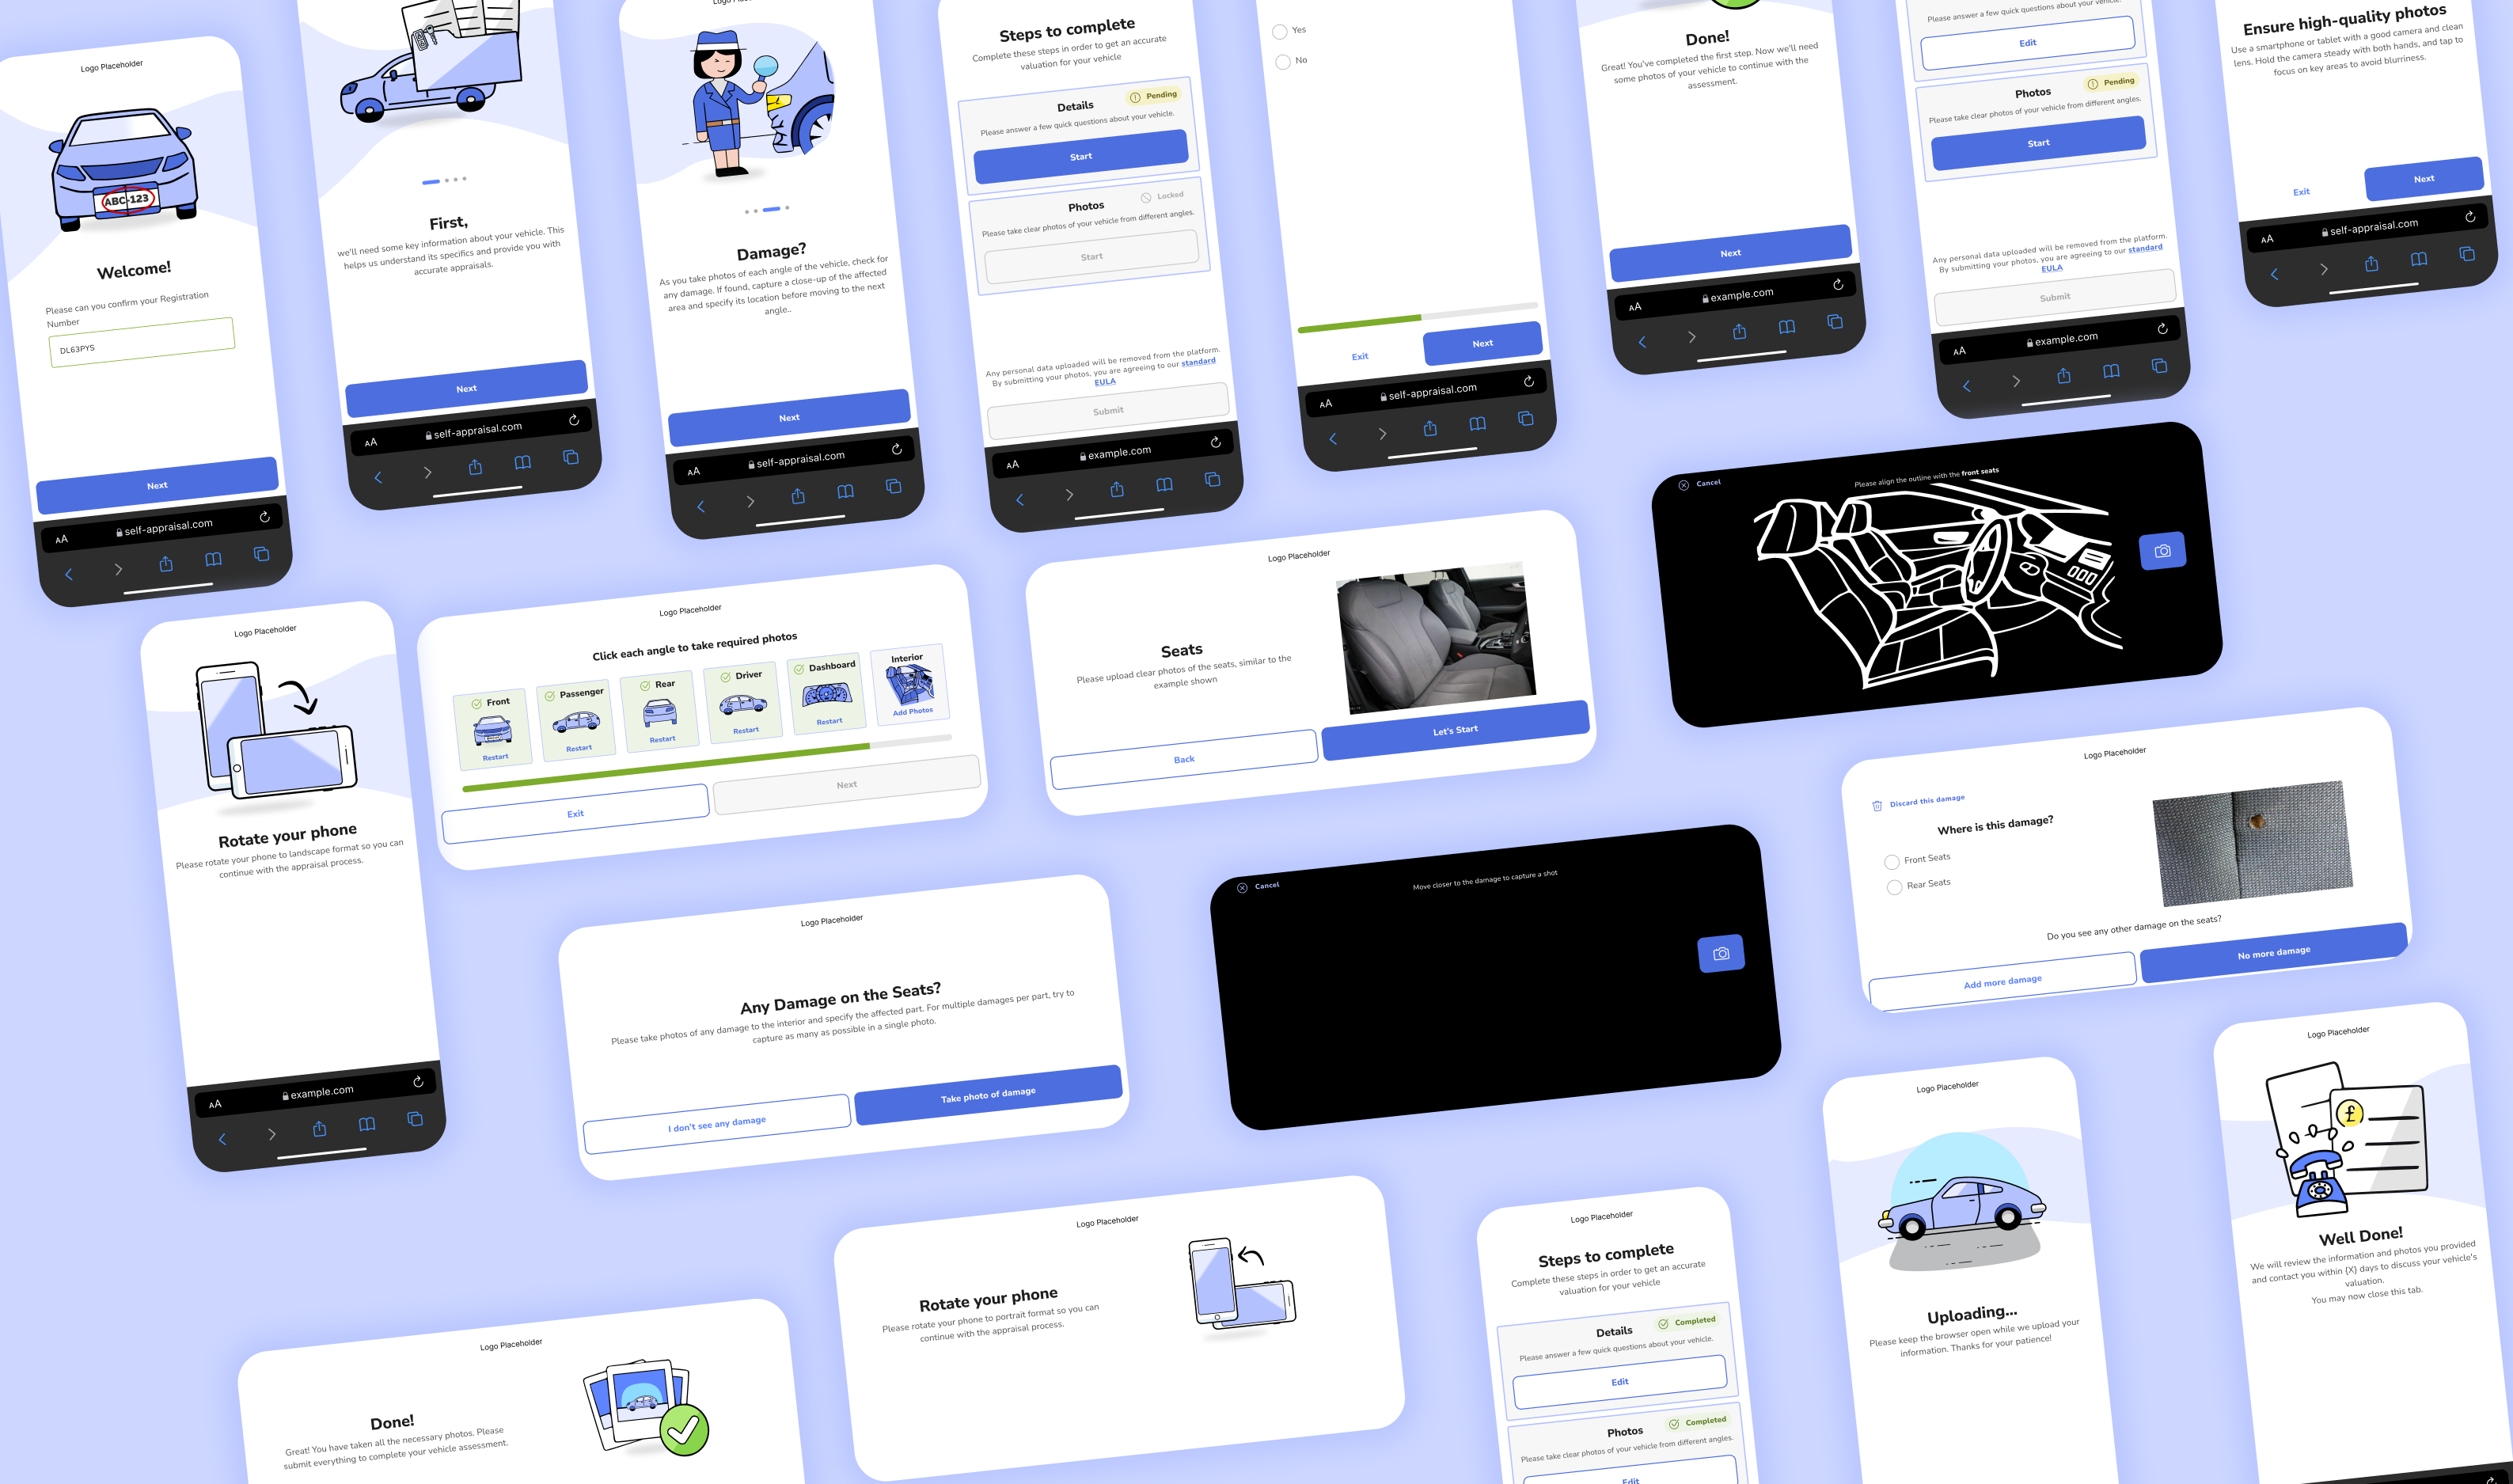 Logo Placeholder
ABC-123
Welcome!
Please can you confirm your Registration
Number
DL63PYS
Next
AA
self-appraisal.com
First,
we'll need some key information about your vehicle. This
helps us understand its specifics and provide you with
accurate appraisals.
Next
AA
self-appraisal.com
Damage?
As you take photos of each angle of the vehicle, check for
any damage. If found, capture a close-up of the affected
area and specify its location before moving to the next
angle..
Next
AA
self-appraisal.com
Steps to complete
Complete these steps in order to get an accurate
valuation for your vehicle
Details
Pending
Please answer a few quick questions about your vehicle.
Start
Photos
Locked
Please take clear photos of your vehicle from different angles.
Start
Any personal data uploaded will be removed from the platform.
By submitting your photos, you are agreeing to our standard
EULA
Submit
AA
example.com
Yes
No
Exit
Next
AA
self-appraisal.com
Done!
Great! You've completed the first step. Now we'll need
some photos of your vehicle to continue with the
assessment.
Next
AA
example.com
Please answer a few quick questions about your vehicle.
Edit
Photos
Pending
Please take clear photos of your vehicle from different angles.
Start
Any personal data uploaded will be removed from the platform.
By submitting your photos, you are agreeing to our standard
EULA
Submit
AA
example.com
Ensure high-quality photos
Use a smartphone or tablet with a good camera and clean
lens. Hold the camera steady with both hands, and tap to
focus on key areas to avoid blurriness.
Exit
Next
AA
self-appraisal.com
Logo Placeholder
Rotate your phone
Please rotate your phone to landscape format so you can
continue with the appraisal process.
AA
example.com
Logo Placeholder
Click each angle to take required photos
Front
Restart
Passenger
Restart
Rear
Restart
Driver
Restart
Dashboard
Restart
Interior
Add Photos
Exit
Next
Logo Placeholder
Seats
Please upload clear photos of the seats, similar to the
example shown
Back
Let's Start
Cancel
Please align the outline with the front seats
Logo Placeholder
Any Damage on the Seats?
Please take photos of any damage to the interior and specify the affected part. For multiple damages per part, try to
capture as many as possible in a single photo.
I don't see any damage
Take photo of damage
Cancel
Move closer to the damage to capture a shot
Logo Placeholder
Discard this damage
Where is this damage?
Front Seats
Rear Seats
Do you see any other damage on the seats?
Add more damage
No more damage
Logo Placeholder
Done!
Great! You have taken all the necessary photos. Please
submit everything to complete your vehicle assessment.
Logo Placeholder
Rotate your phone
Please rotate your phone to portrait format so you can
continue with the appraisal process.
Logo Placeholder
Steps to complete
Complete these steps in order to get an accurate
valuation for your vehicle
Details
Completed
Please answer a few quick questions about your vehicle.
Edit
Photos
Completed
Please take clear photos of your vehicle from different angles.
Edit
Logo Placeholder
Uploading...
Please keep the browser open while we upload your
information. Thanks for your patience!
Logo Placeholder
£
Well Done!
We will review the information and photos you provided
and contact you within {X} days to discuss your vehicle's
valuation.
You may now close this tab.